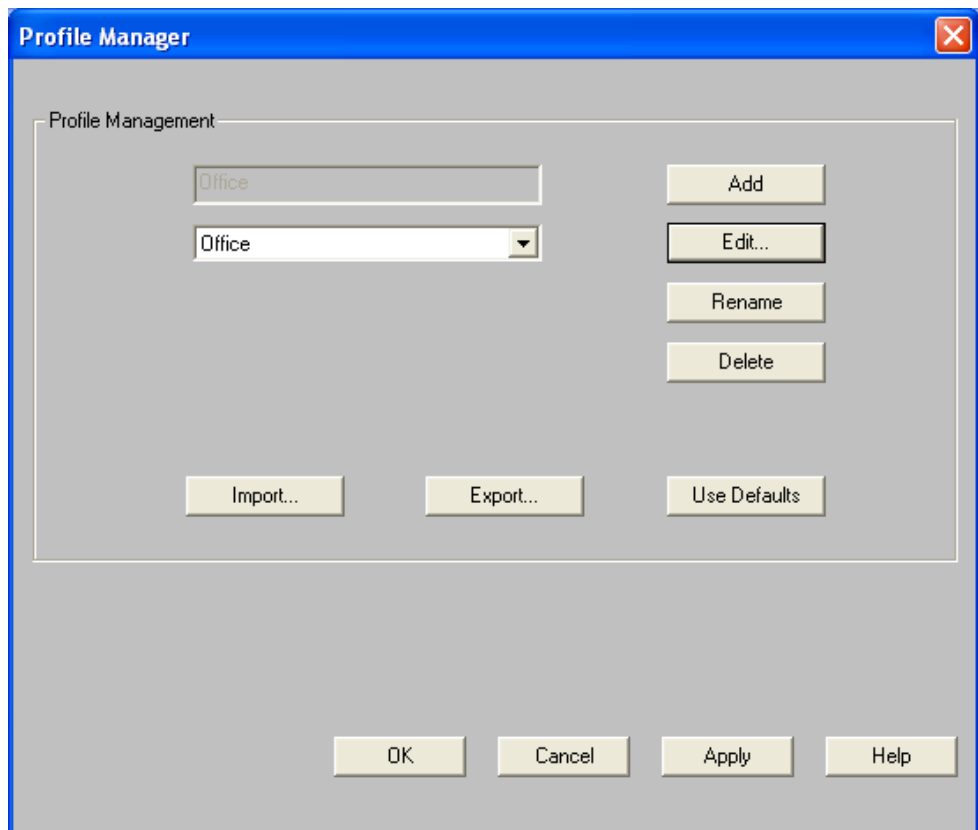 Profile Manager
Profile Management
Office
Add
Office
Edit...
Rename
Delete
Import...
Export...
Use Defaults
OK
Cancel
Apply
Help